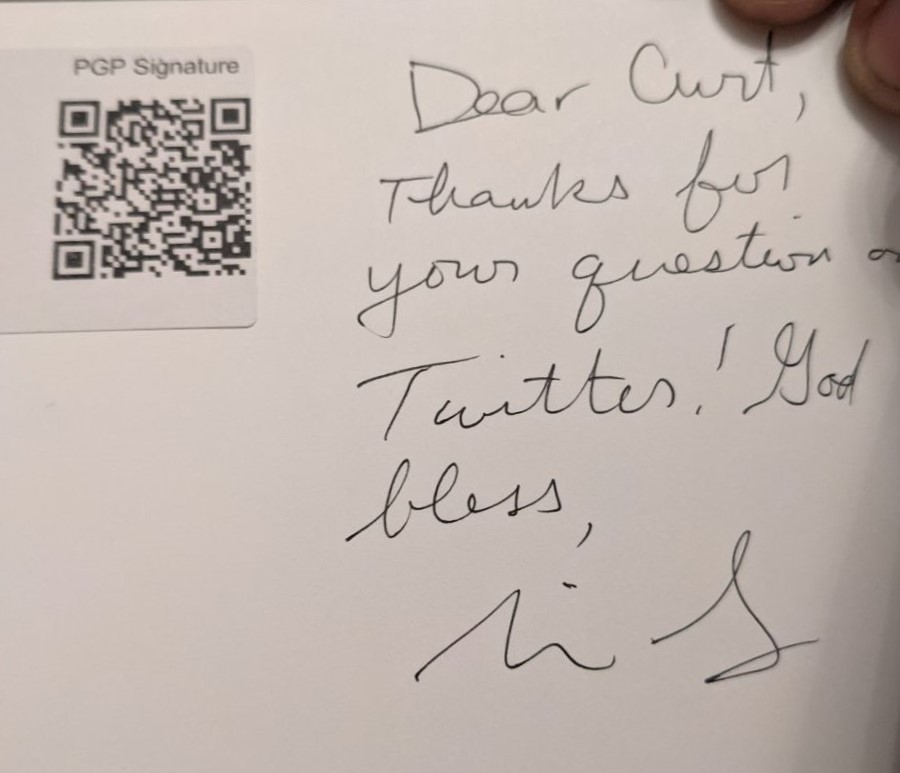 PGP Signature
Dear Curt,
Thanks for
your question
Twitter! God
bless,